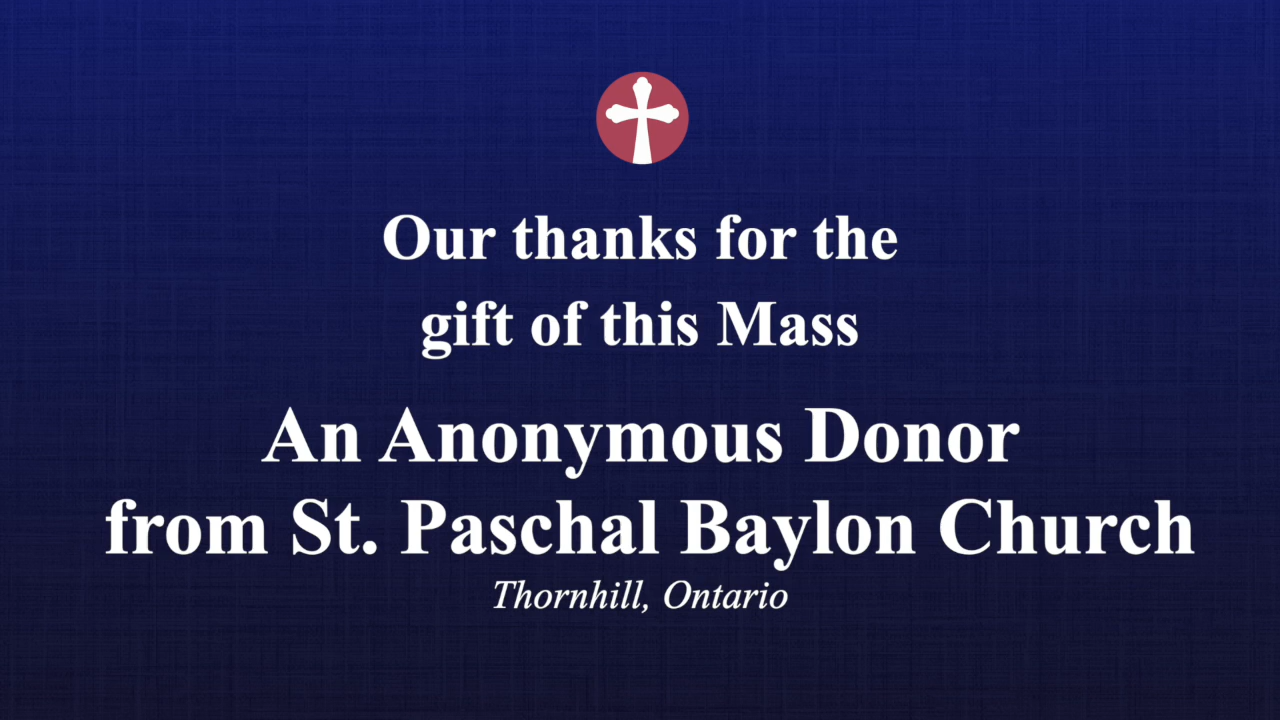 Our thanks for the
gift of this Mass
An Anonymous Donor
from St. Paschal Baylon Church
Thornhill, Ontario